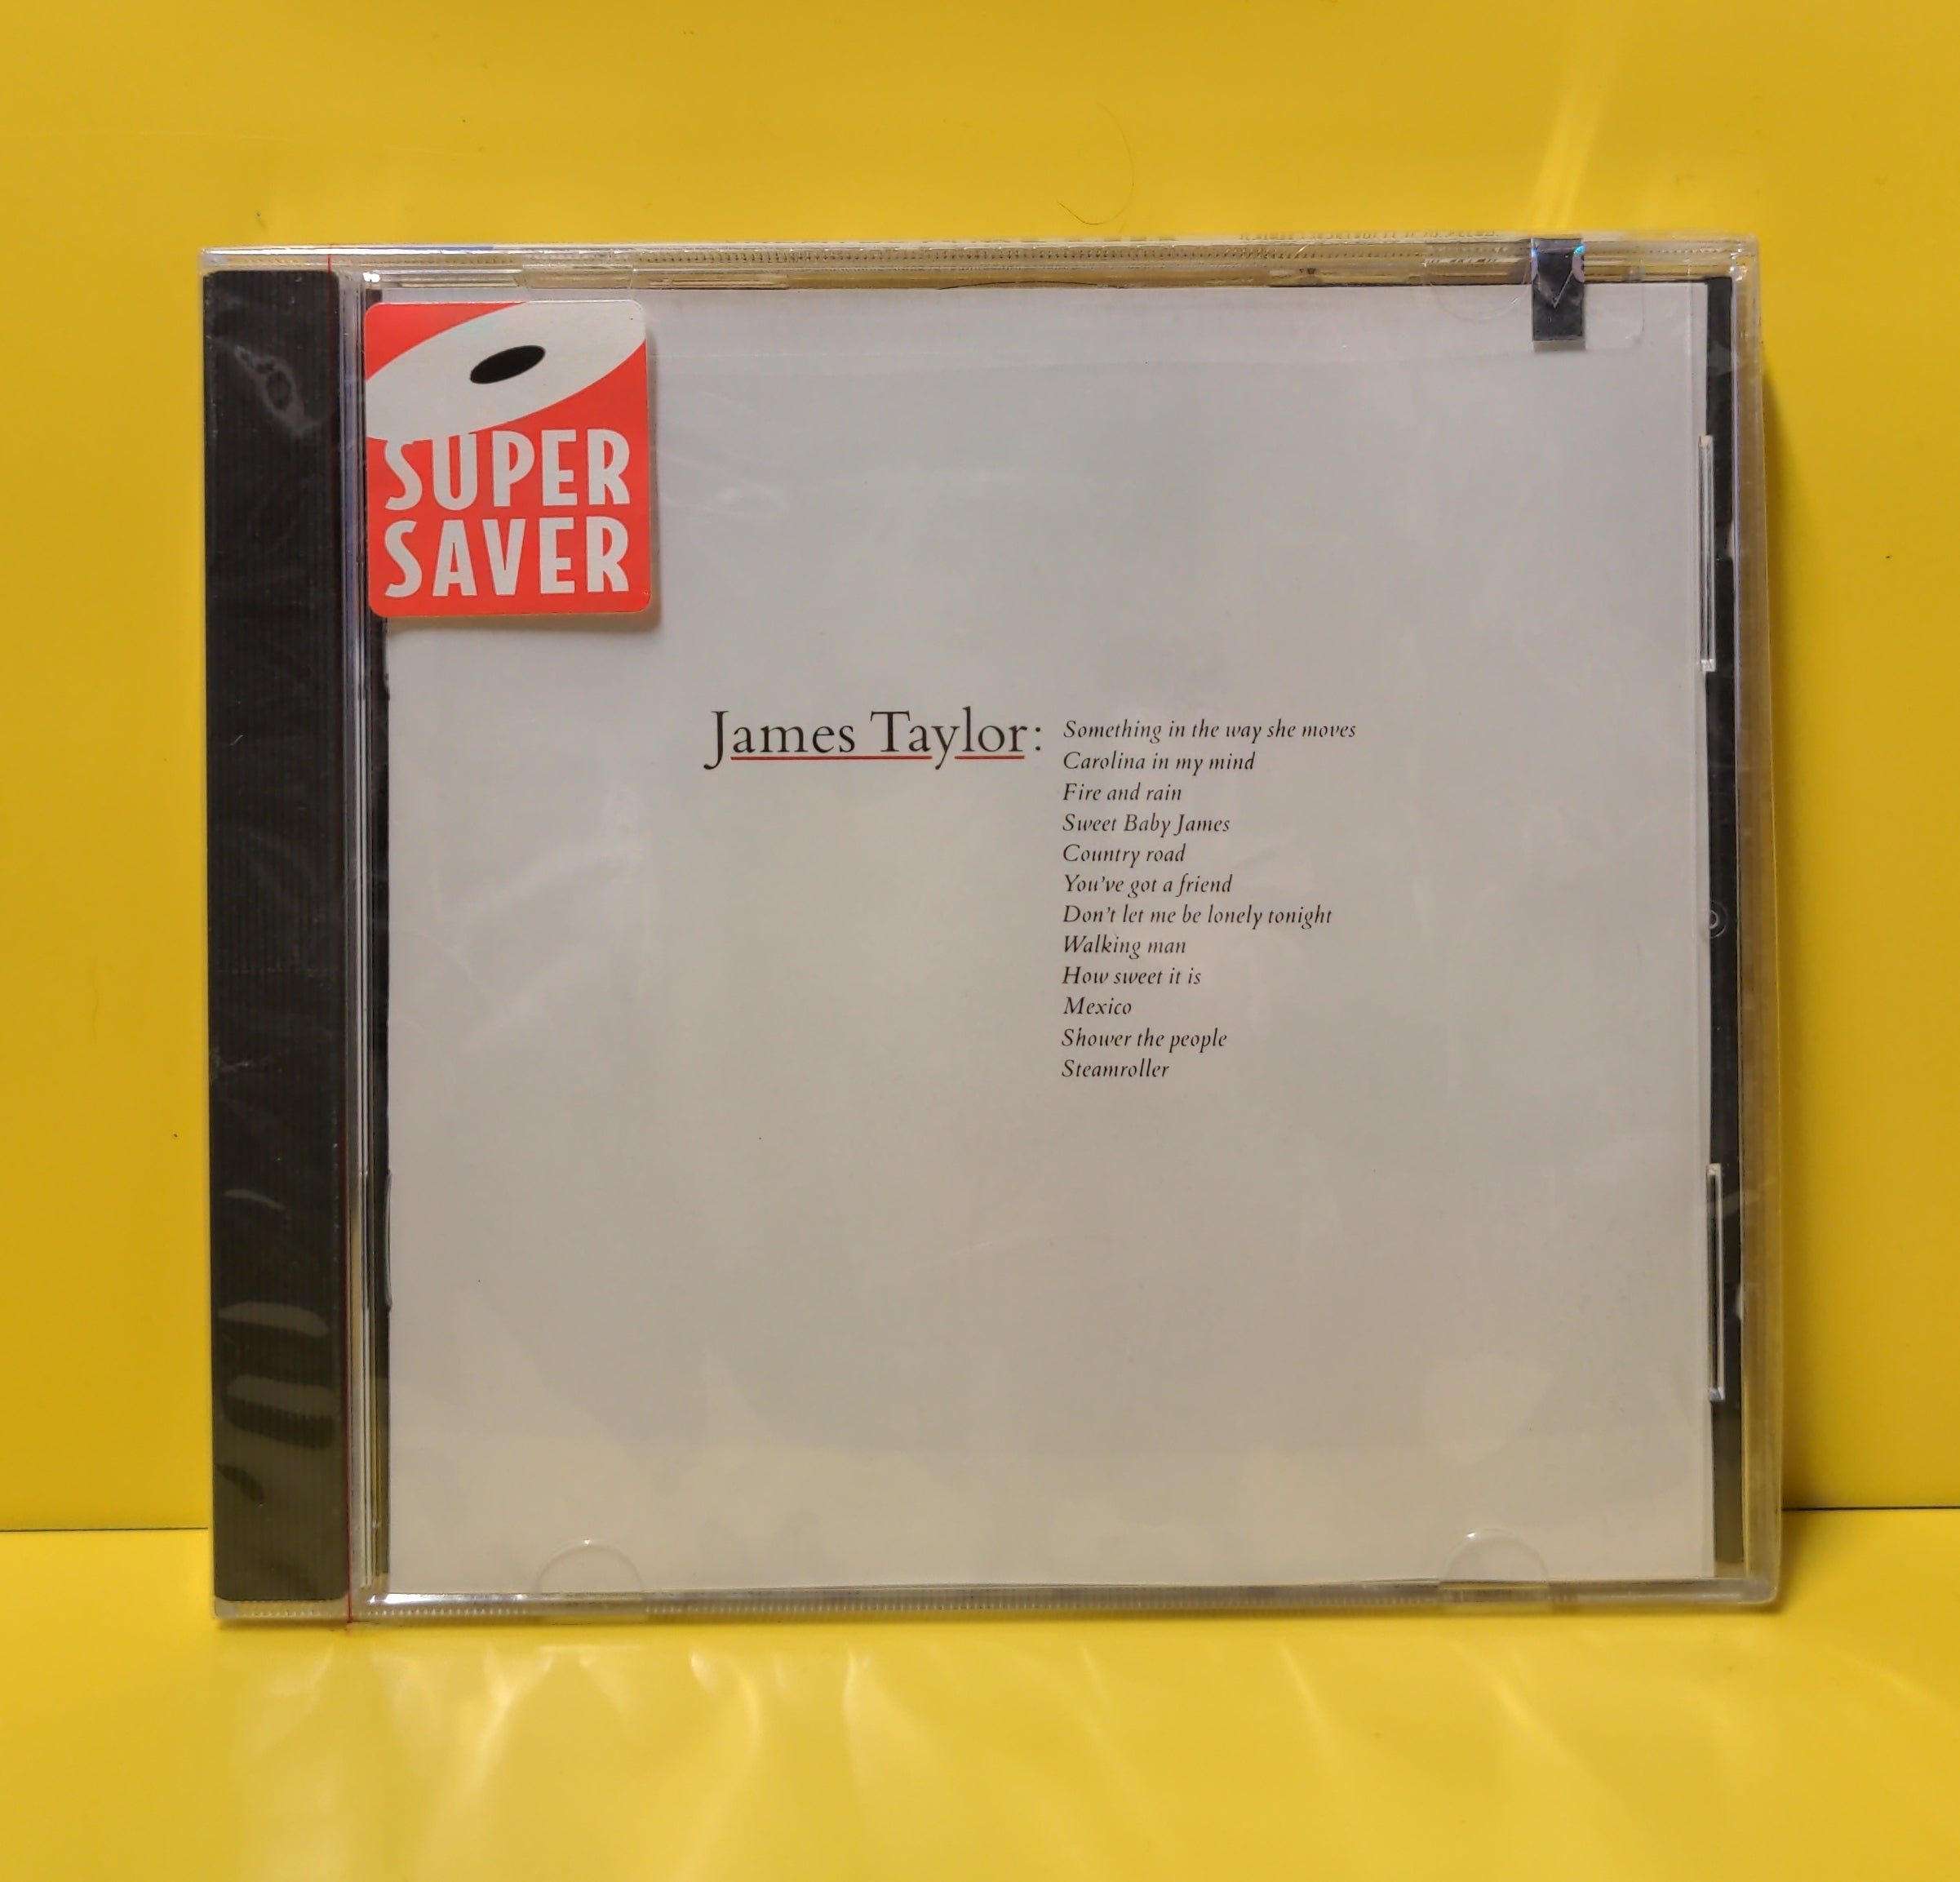 SUPER
SAVER
James Taylor:
Something in the way she moves
Carolina in my mind
Fire and rain
Sweet Baby James
Country road
You've got a friend
Don't let me be lonely tonight
Walking man
How sweet it is
Mexico
Shower the people
Steamroller